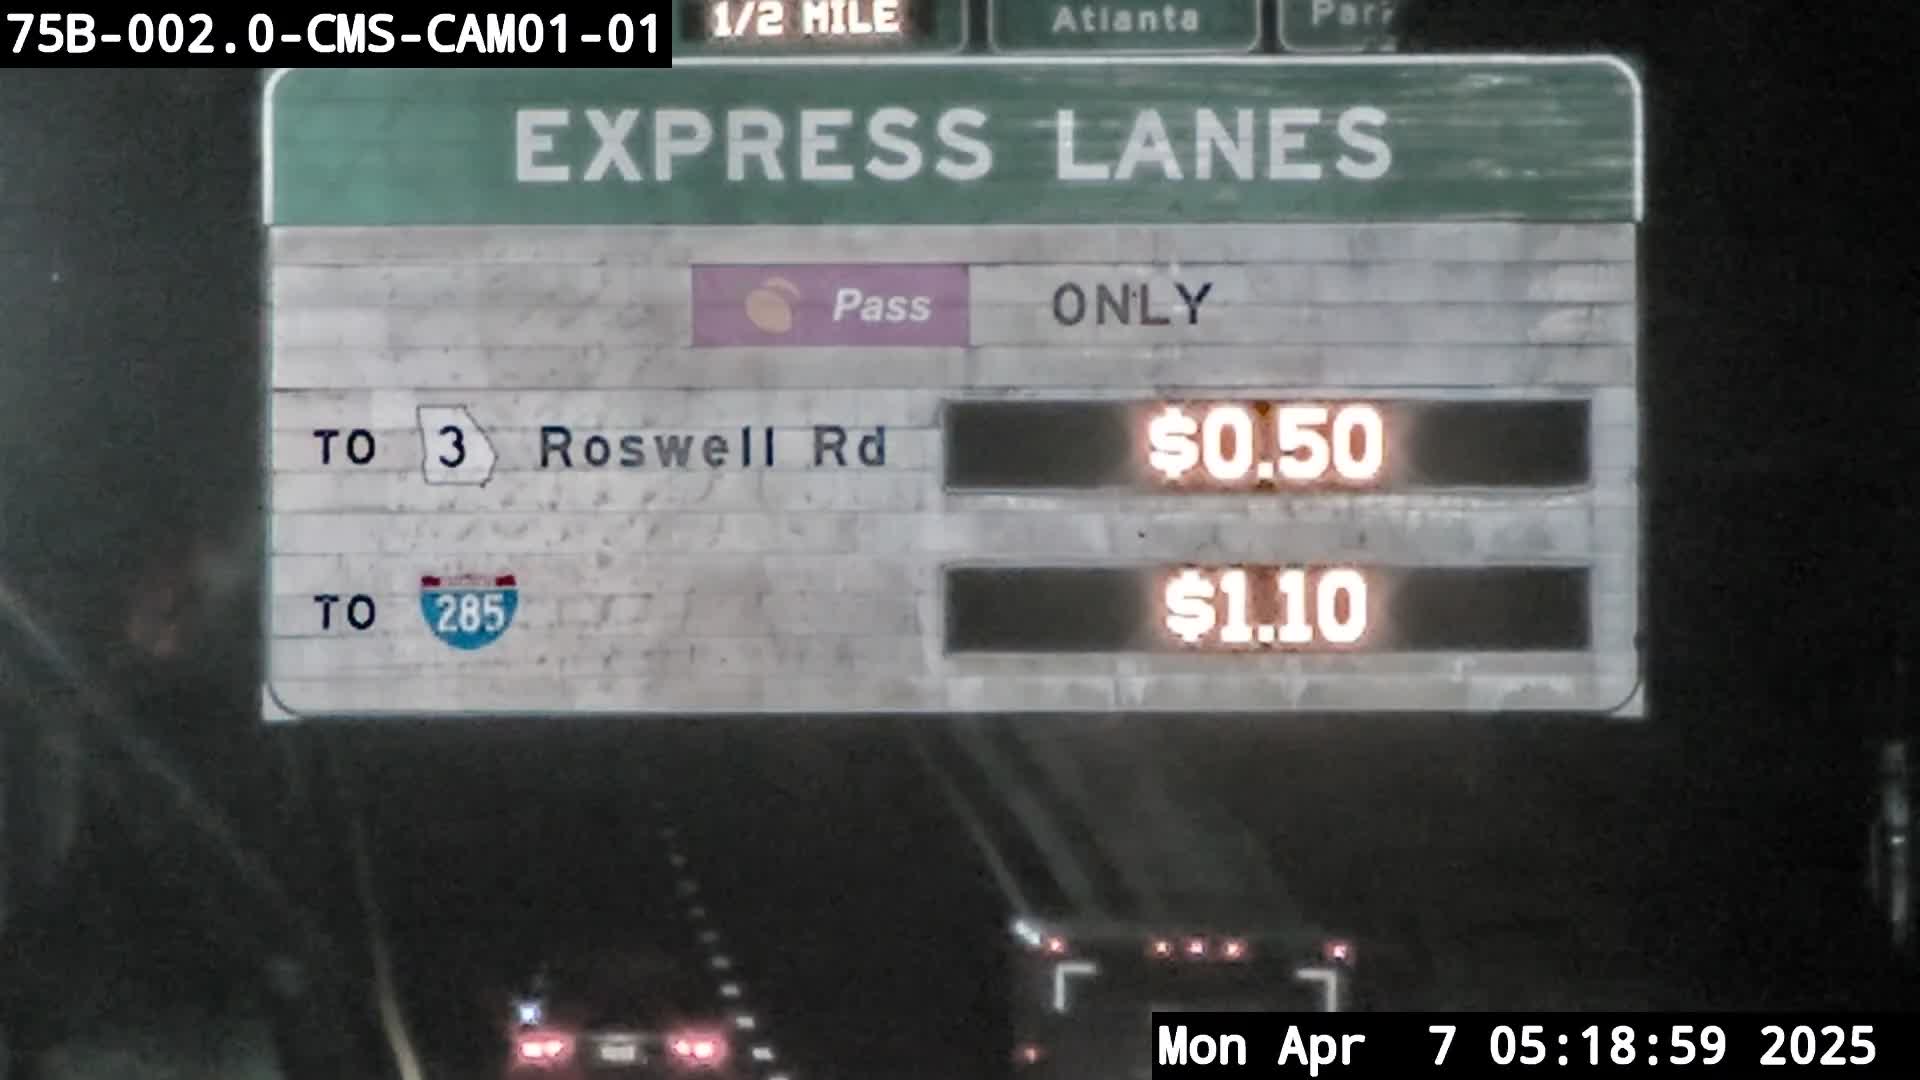 75B-002.0-CMS-CAM01-01
1/2 MILE
Atlanta
EXPRESS LANES
Pass ONLY
TO 3 Roswell Rd $0.50
TO 285 $1.10
Mon Apr 7 05:18:59 2025